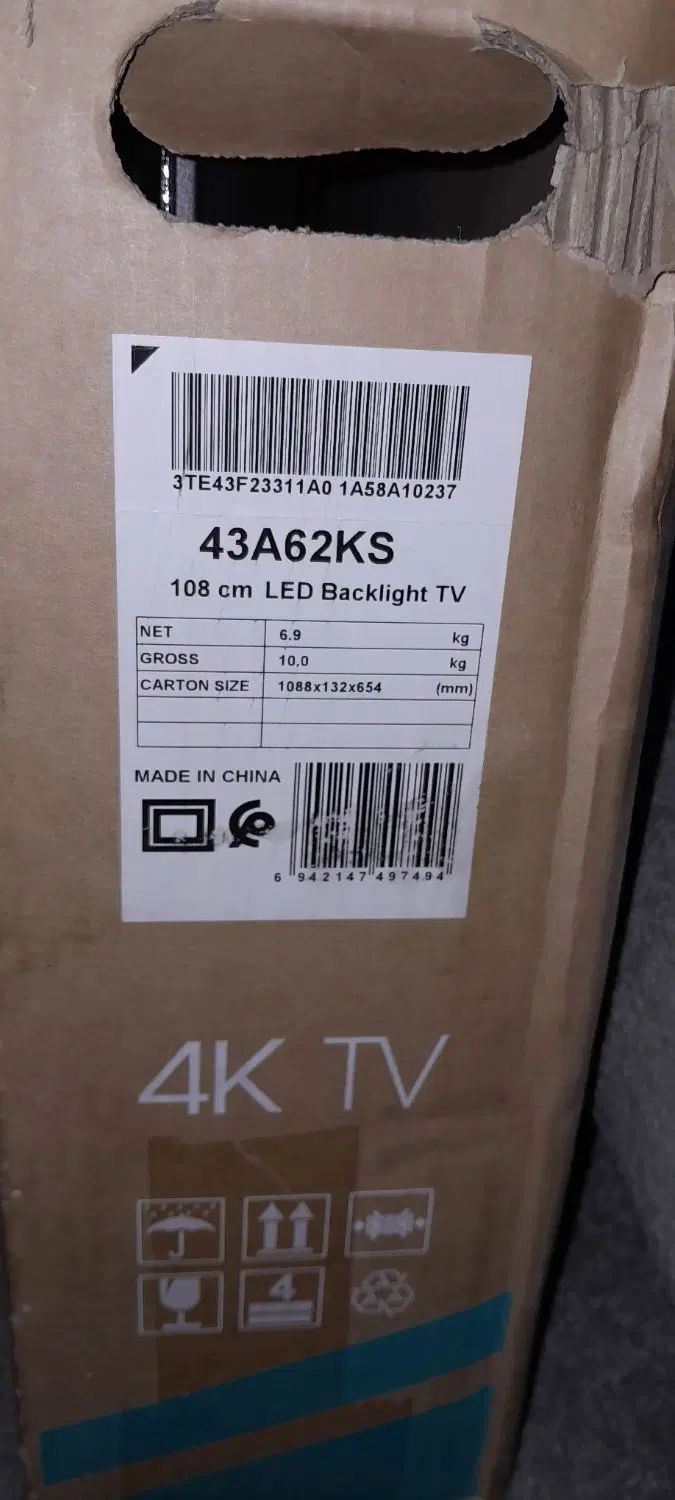 3TE43F23311A0 1A58A10237
43A62KS
108 cm LED Backlight TV
NET 6.9 kg
GROSS 10,0 kg
CARTON SIZE 1088x132x654 (mm)
MADE IN CHINA
6 942147 497494
4K TV
4